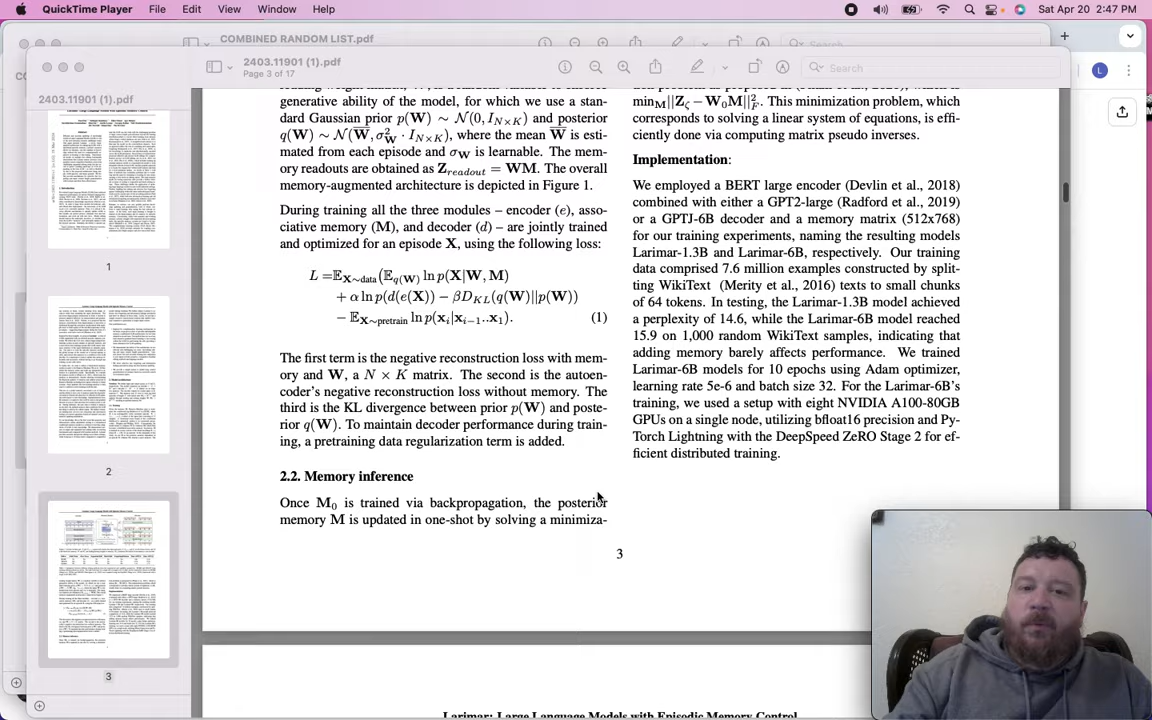 QuickTime Player File Edit View Window Help
Sat Apr 20 2:47 PM
COMBINED RANDOM LIST.pdf
Search
2403.11901 (1).pdf
Page 3 of 17
Search
L
2403.11901 (1).pdf
1
2
3
generative ability of the model, for which we use a stan-
dard Gaussian prior p(W) ∼ N(0, I_{N×K}) and posterior
q(W) ∼ N(W̅, σ²_W · I_{N×K}), where the mean W̅ is esti-
mated from each episode and σ_W is learnable. The mem-
ory readouts are obtained as Z_{readout} = WM. The overall
memory-augmented architecture is depicted in Figure 1.
During training all the three modules – encoder (e), asso-
ciative memory (M), and decoder (d) – are jointly trained
and optimized for an episode X, using the following loss:
L =𝔼_{X∼data}(𝔼_{q(W)} ln p(X|W, M)
+ α ln p(d(e(X)) − βD_{KL}(q(W)||p(W))
− 𝔼_{X∼pretrain} ln p(x_i|x_{i−1}..x_1). (1)
The first term is the negative reconstruction loss with mem-
ory and W, a N × K matrix. The second is the autoen-
coder's negative reconstruction loss without memory. The
third is the KL divergence between prior p(W) and poste-
rior q(W). To maintain decoder performance during train-
ing, a pretraining data regularization term is added.
2.2. Memory inference
Once M_0 is trained via backpropagation, the posterior
memory M is updated in one-shot by solving a minimiza-
min_M||Z_ζ − W_0M||²_F. This minimization problem, which
corresponds to solving a linear system of equations, is effi-
ciently done via computing matrix pseudo inverses.
Implementation:
We employed a BERT large encoder (Devlin et al., 2018)
combined with either a GPT2-large (Radford et al., 2019)
or a GPTJ-6B decoder and a memory matrix (512x768)
for our training experiments, naming the resulting models
Larimar-1.3B and Larimar-6B, respectively. Our training
data comprised 7.6 million examples constructed by split-
ting WikiText (Merity et al., 2016) texts to small chunks
of 64 tokens. In testing, the Larimar-1.3B model achieved
a perplexity of 14.6, while the Larimar-6B model reached
15.9 on 1,000 random WikiText samples, indicating that
adding memory barely affects performance. We trained
Larimar-6B models for 10 epochs using Adam optimizer,
learning rate 5e-6 and batch size 32. For the Larimar-6B's
training, we used a setup with eight NVIDIA A100-80GB
GPUs on a single node, utilizing bfloat16 precision and Py-
Torch Lightning with the DeepSpeed ZeRO Stage 2 for ef-
ficient distributed training.
3
Larimar: Large Language Models with Episodic Memory Control